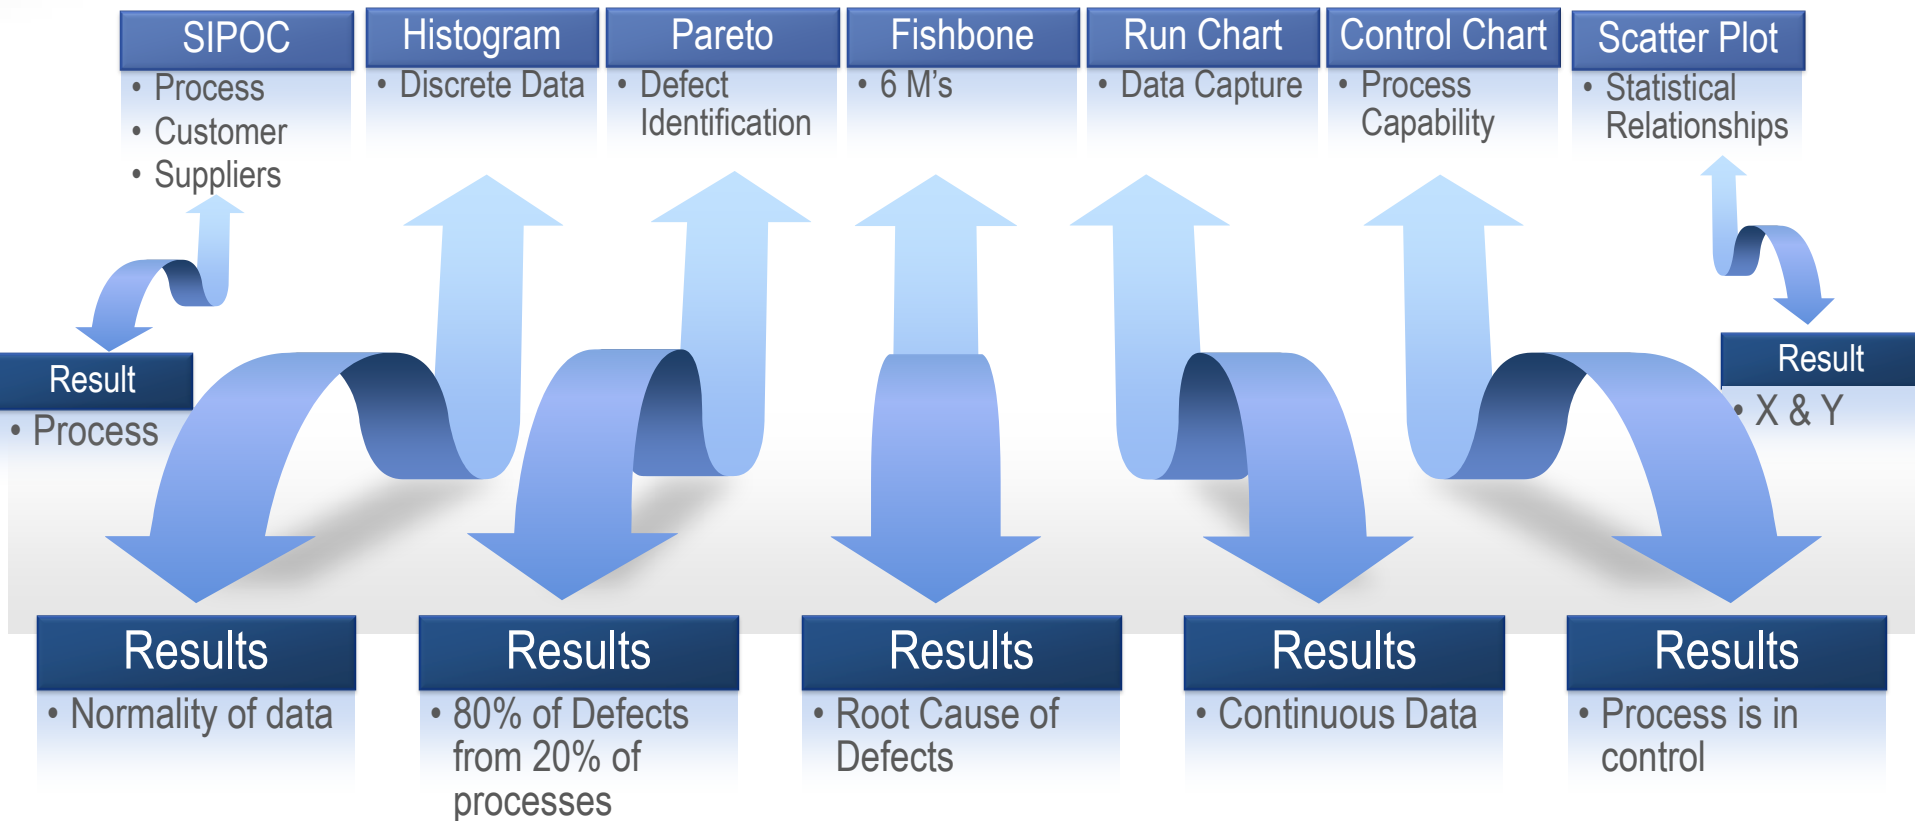 SIPOC
• Process
• Customer
• Suppliers
Histogram
• Discrete Data
Pareto
• Defect
Identification
Fishbone
• 6 M's
Run Chart
• Data Capture
Control Chart
• Process
Capability
Scatter Plot
• Statistical
Relationships
Result
• Process
Result
• X & Y
Results
• Normality of data
Results
• 80% of Defects
from 20% of
processes
Results
• Root Cause of
Defects
Results
• Continuous Data
Results
• Process is in
control